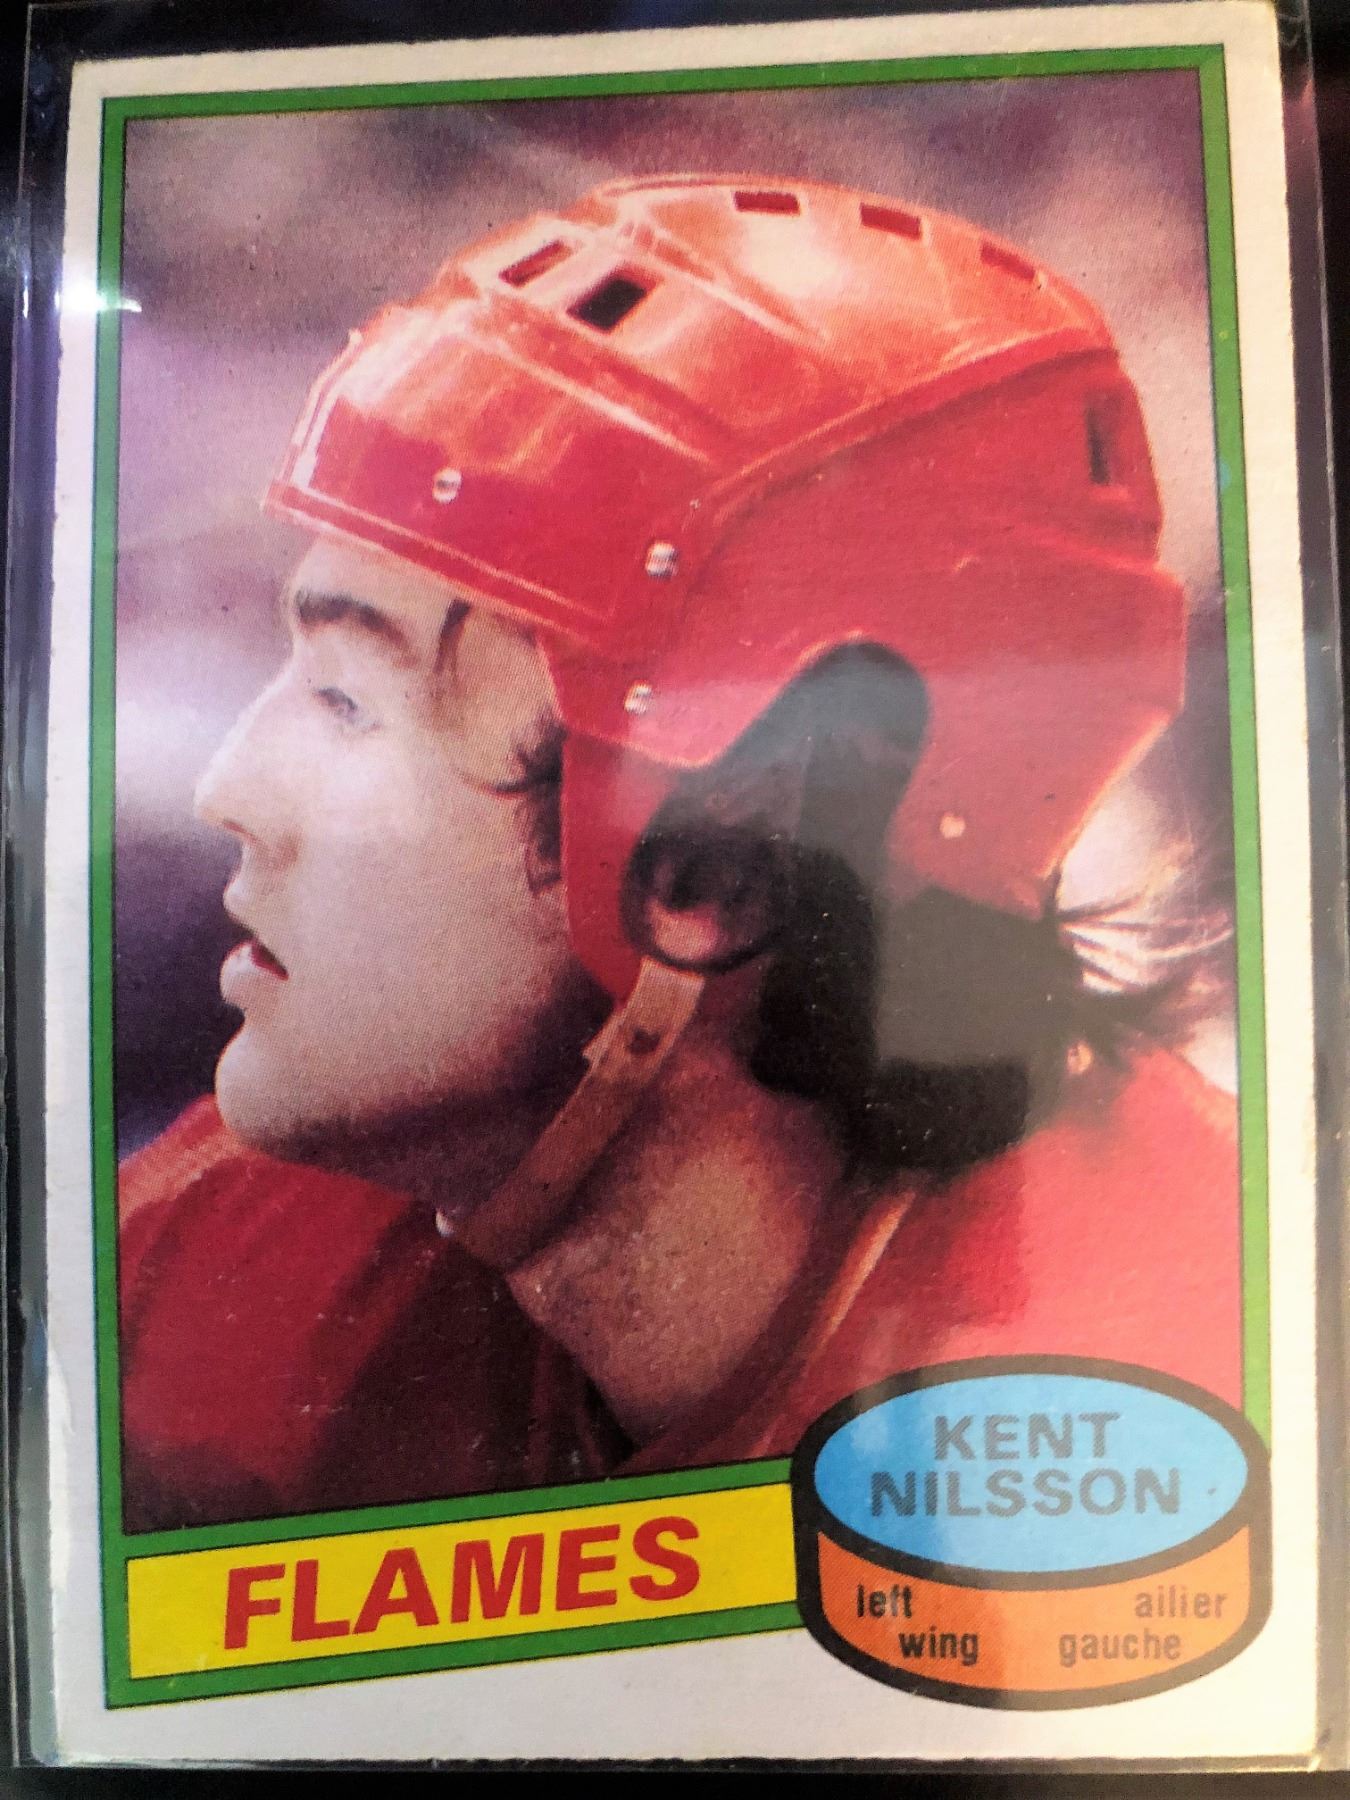 KENT
NILSSON
FLAMES
left ailier
wing gauche